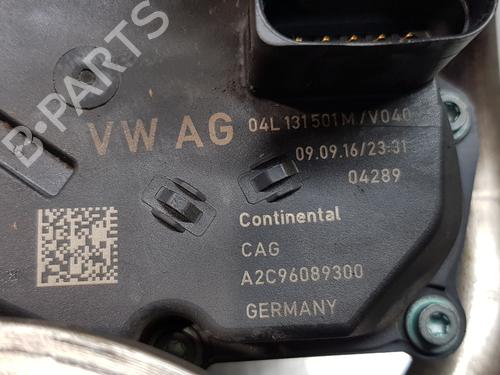 B-PARTS
VW AG
04L 131 501 M /V040
09.09.16/23:31
04289
Continental
CAG
A2C96089300
GERMANY